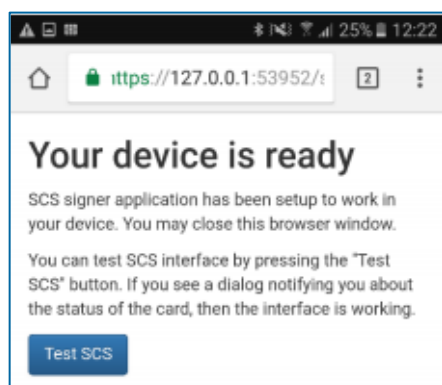 25% 12:22
https://127.0.0.1:53952/s 2
Your device is ready
SCS signer application has been setup to work in
your device. You may close this browser window.
You can test SCS interface by pressing the "Test
SCS" button. If you see a dialog notifying you about
the status of the card, then the interface is working.
Test SCS